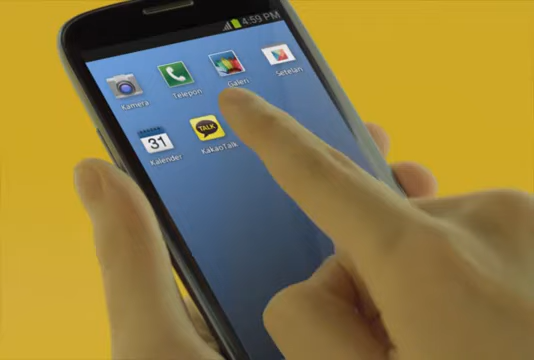 4:59 PM
Kamera
Telepon
Galeri
Setelan
31
Kalender
TALK
KakaoTalk